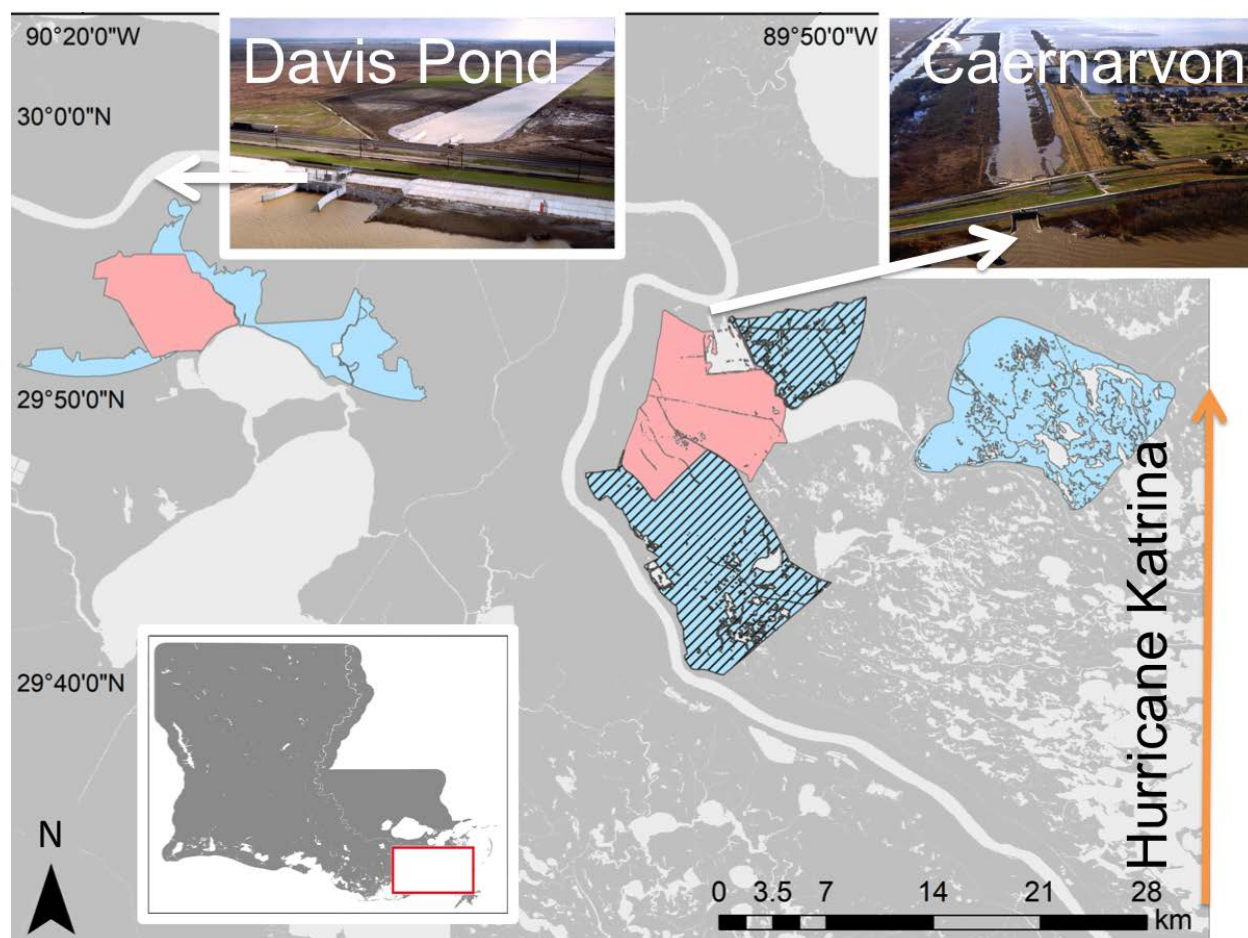 90°20'0"W
89°50'0"W
Davis Pond
Caernarvon
30°0'0"N
29°50'0"N
29°40'0"N
Hurricane Katrina
N
0 3.5 7 14 21 28
km